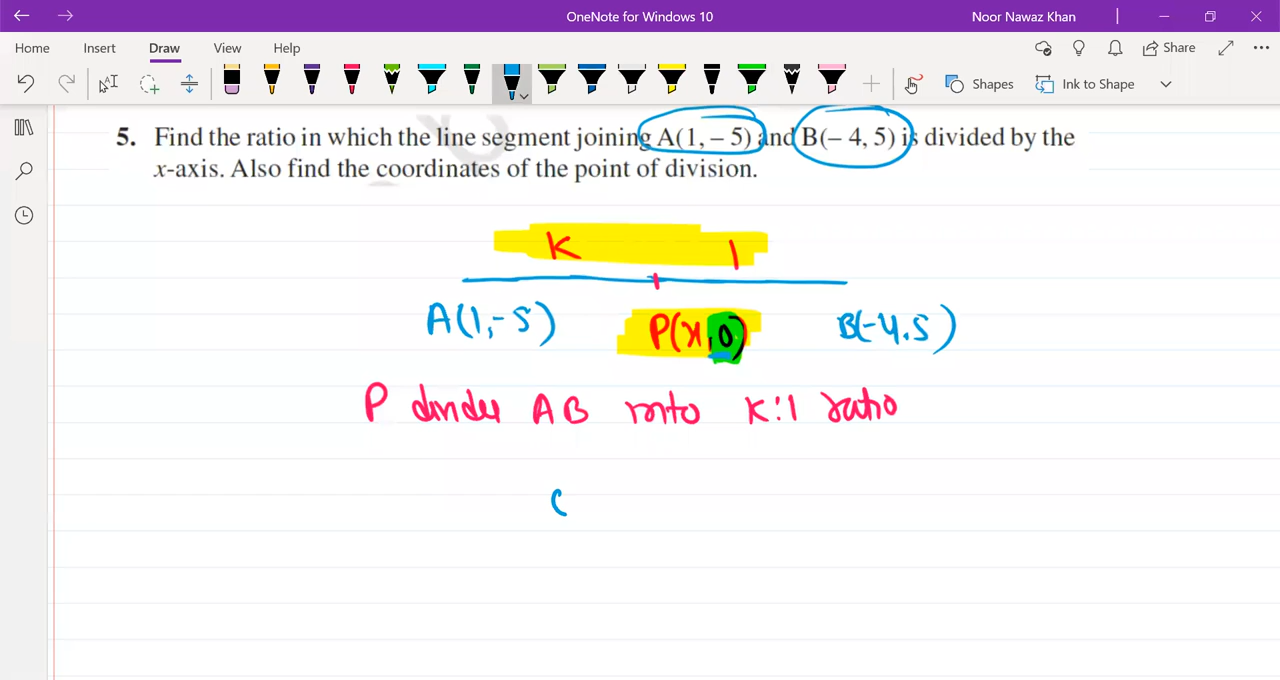 OneNote for Windows 10
Noor Nawaz Khan
Home Insert Draw View Help Share
Shapes Ink to Shape
5. Find the ratio in which the line segment joining A(1, – 5) and B(– 4, 5) is divided by the
x-axis. Also find the coordinates of the point of division.
K 1
A(1,-5) P(x,0) B(-4,5)
P AB into K:1 ratio
(